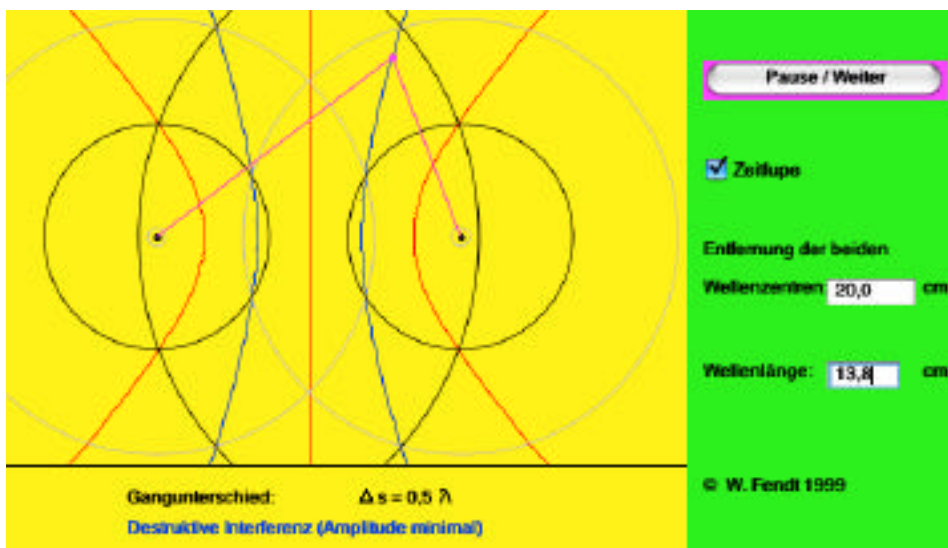 Pause / Weiter
Zeitlupe
Entfernung der beiden
Wellenzentren: 20,0 cm
Wellenlänge: 13,8 cm
© W. Fendt 1999
Gangunterschied: Δ s = 0,5 λ
Destruktive Interferenz (Amplitude minimal)